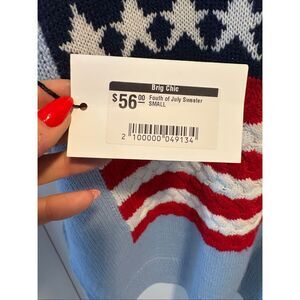 Brig Chic
$56.00 Fouth of July Sweater
SMALL
2 100000 049134